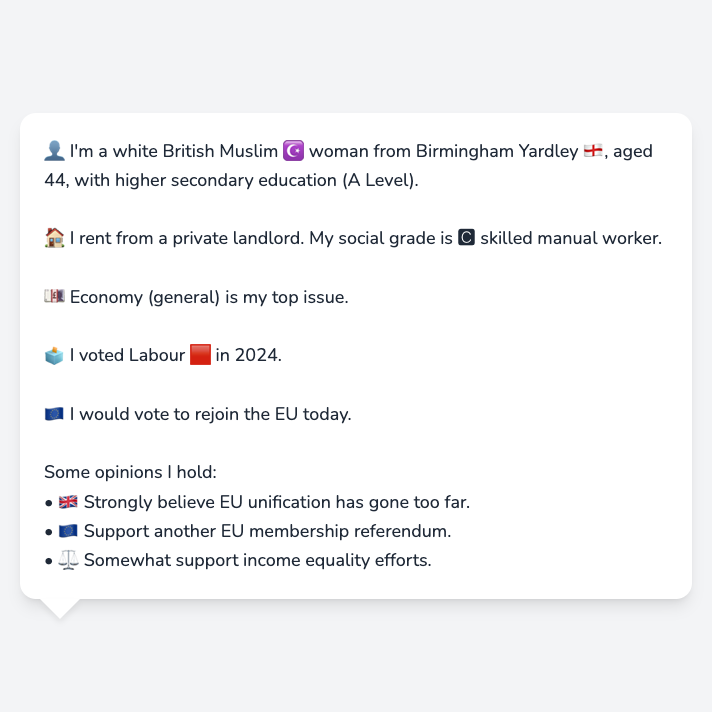 👤 I'm a white British Muslim ☪️ woman from Birmingham Yardley 🏴󠁧󠁢󠁥󠁮󠁧󠁿, aged
44, with higher secondary education (A Level).
🏠 I rent from a private landlord. My social grade is 🅲 skilled manual worker.
💷 Economy (general) is my top issue.
🗳️ I voted Labour 🟥 in 2024.
🇪🇺 I would vote to rejoin the EU today.
Some opinions I hold:
• 🇬🇧 Strongly believe EU unification has gone too far.
• 🇪🇺 Support another EU membership referendum.
• ⚖️ Somewhat support income equality efforts.